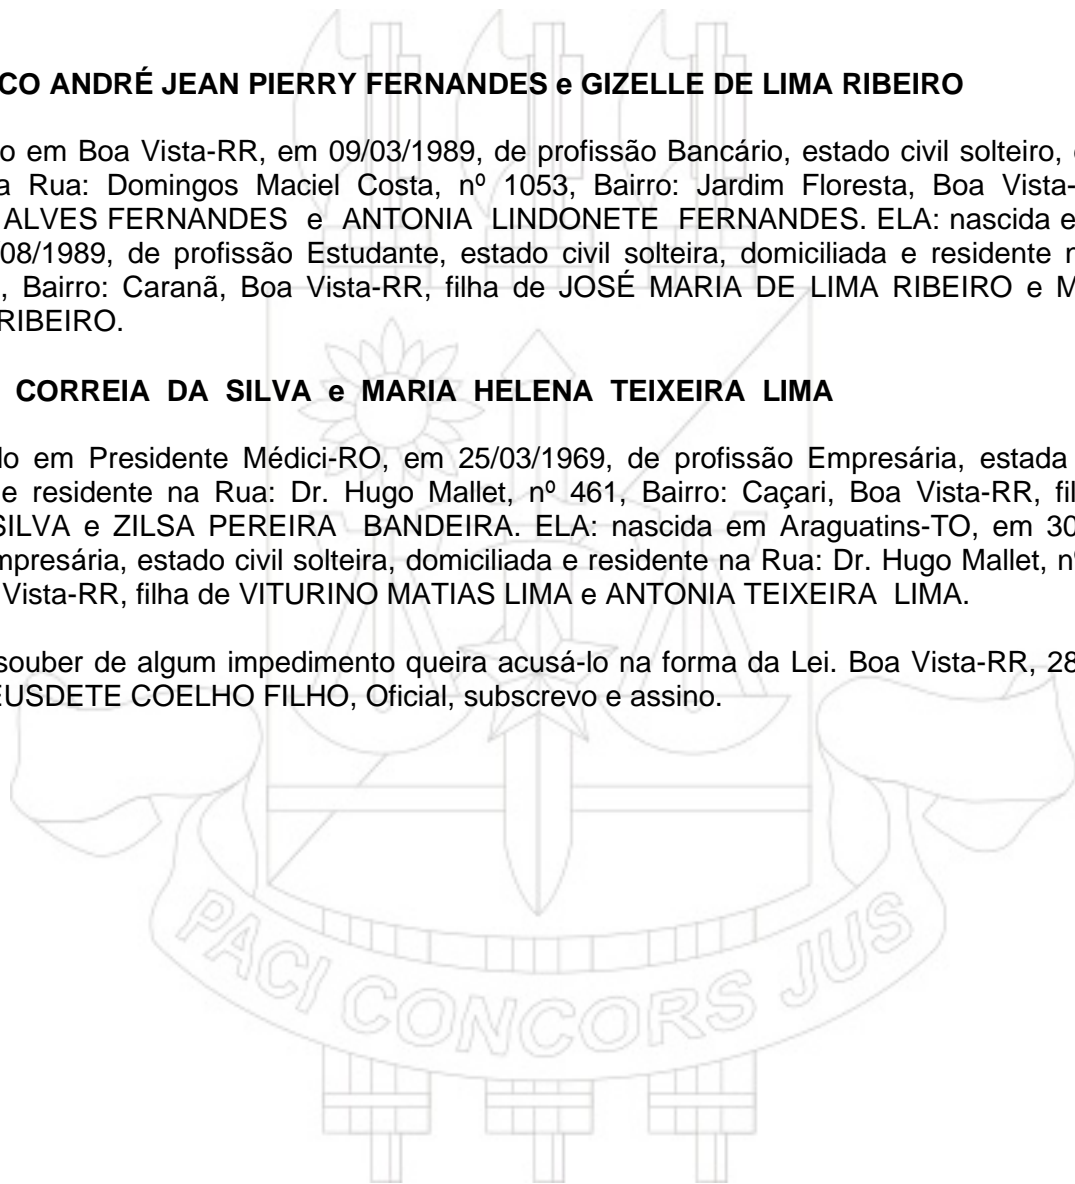 CO ANDRÉ JEAN PIERRY FERNANDES e GIZELLE DE LIMA RIBEIRO
o em Boa Vista-RR, em 09/03/1989, de profissão Bancário, estado civil solteiro,
a Rua: Domingos Maciel Costa, nº 1053, Bairro: Jardim Floresta, Boa Vista-
ALVES FERNANDES e ANTONIA LINDONETE FERNANDES. ELA: nascida e
08/1989, de profissão Estudante, estado civil solteira, domiciliada e residente n
, Bairro: Caranã, Boa Vista-RR, filha de JOSÉ MARIA DE LIMA RIBEIRO e M
RIBEIRO.
CORREIA DA SILVA e MARIA HELENA TEIXEIRA LIMA
do em Presidente Médici-RO, em 25/03/1969, de profissão Empresária, estada
e residente na Rua: Dr. Hugo Mallet, nº 461, Bairro: Caçari, Boa Vista-RR, fil
SILVA e ZILSA PEREIRA BANDEIRA. ELA: nascida em Araguatins-TO, em 30
mpresária, estado civil solteira, domiciliada e residente na Rua: Dr. Hugo Mallet, nº
Vista-RR, filha de VITURINO MATIAS LIMA e ANTONIA TEIXEIRA LIMA.
souber de algum impedimento queira acusá-lo na forma da Lei. Boa Vista-RR, 28
EUSDETE COELHO FILHO, Oficial, subscrevo e assino.
PACI CONCORS JUS